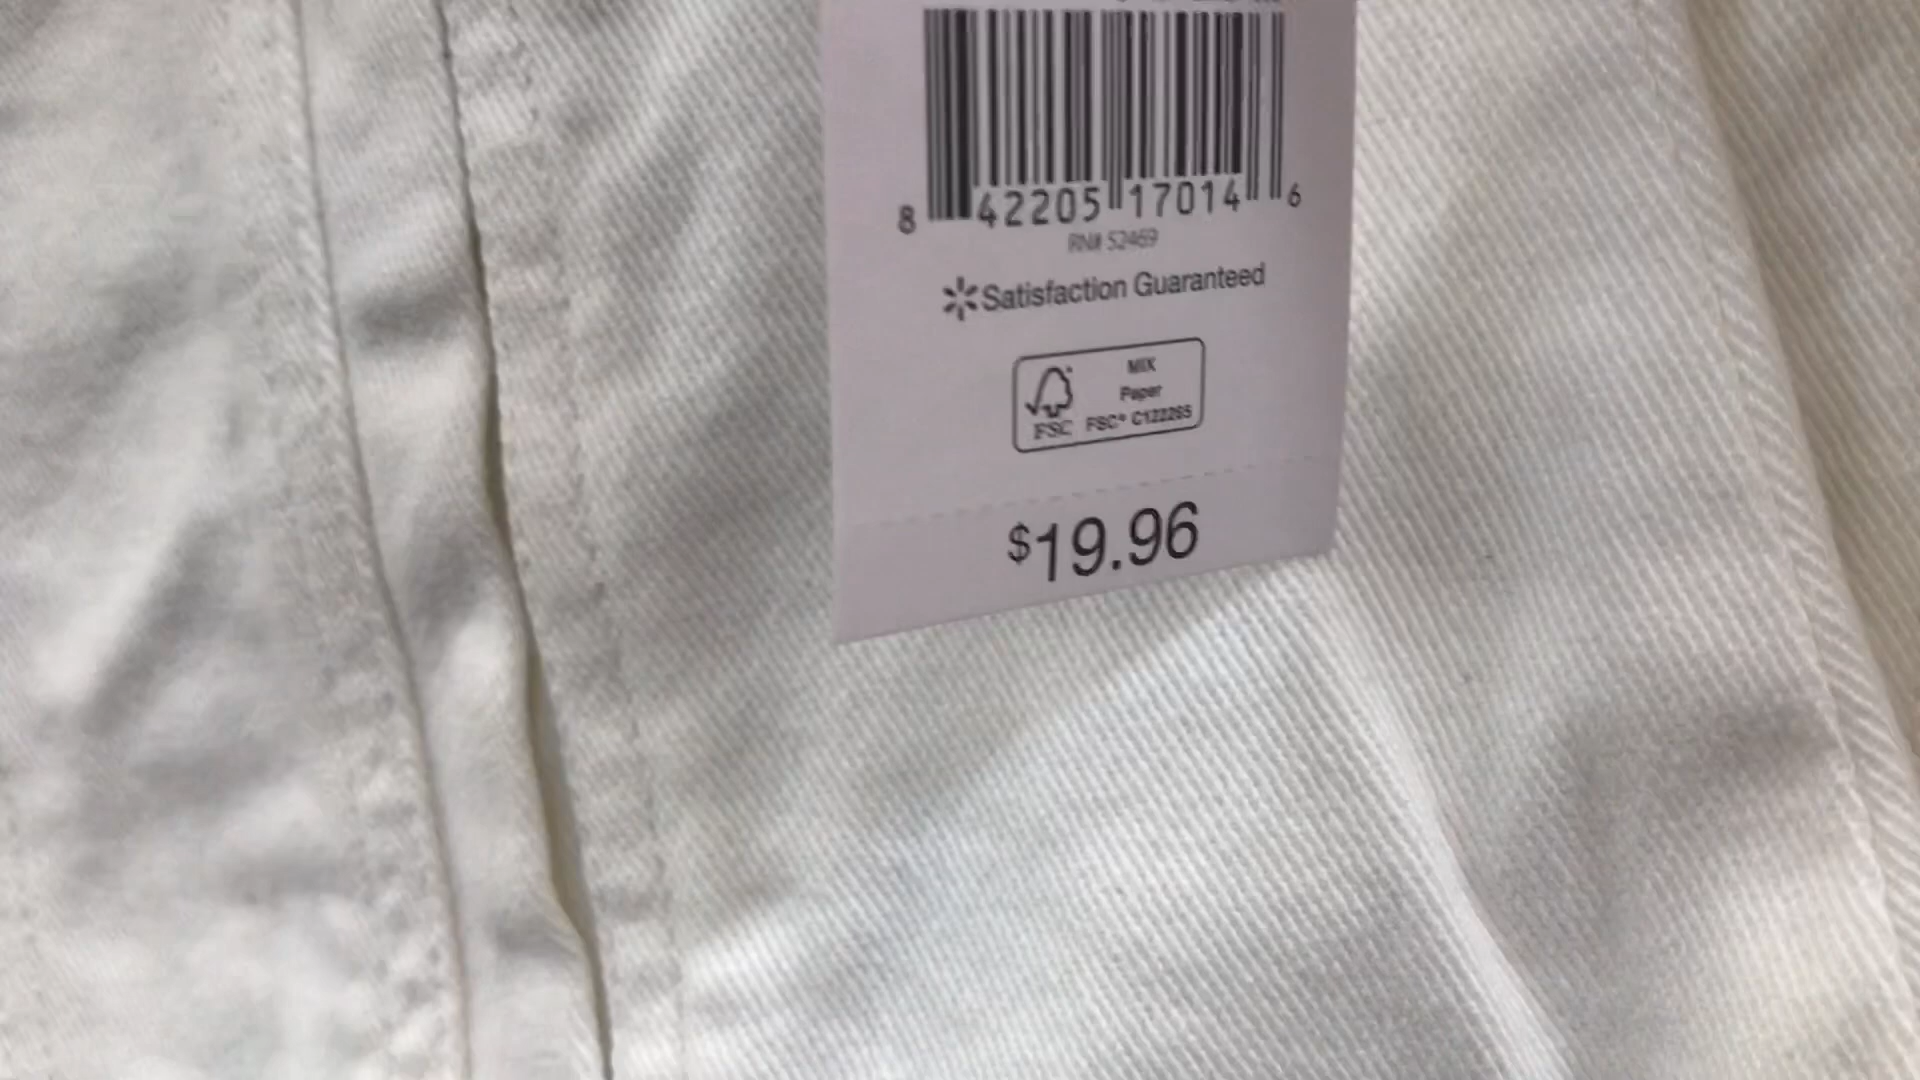 8 42205 17014 6
RN# 52469
Satisfaction Guaranteed
MIX
Paper
FSC FSC® C122265
$19.96